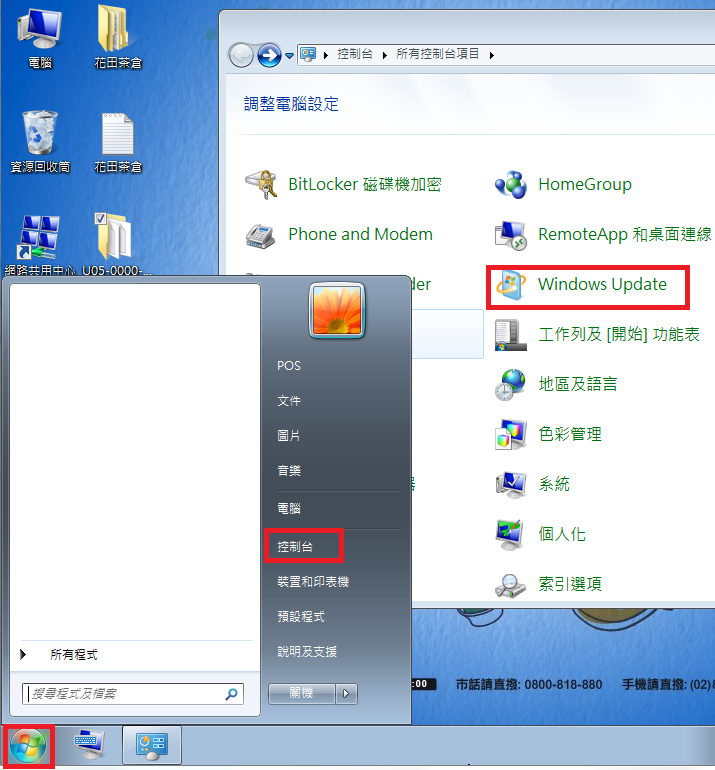 電腦
花田茶倉
資源回收筒
花田茶倉
網路共用中心
U05-0000-...
控制台
所有控制台項目
調整電腦設定
BitLocker 磁碟機加密
HomeGroup
Phone and Modem
RemoteApp 和桌面連線
der
Windows Update
工作列及 [開始] 功能表
地區及語言
色彩管理
系統
個人化
索引選項
POS
文件
圖片
音樂
電腦
控制台
裝置和印表機
預設程式
說明及支援
所有程式
搜尋程式及檔案
關機
:00
市話請直撥: 0800-818-880
手機請直撥: (02)8